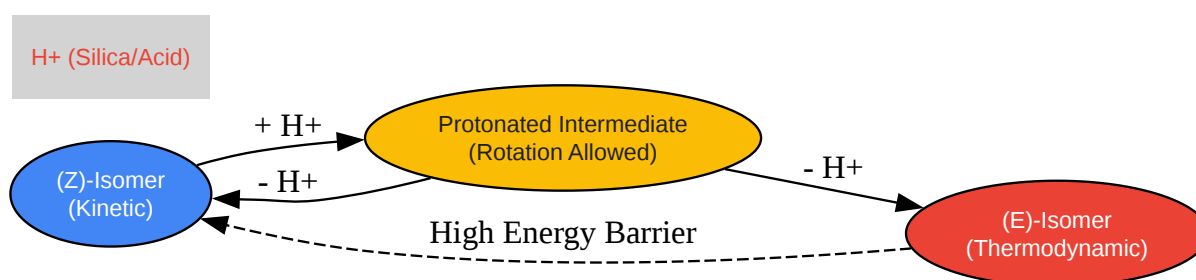 H+ (Silica/Acid)
+ H+
Protonated Intermediate
(Rotation Allowed)
(Z)-Isomer
(Kinetic)
- H+
- H+
High Energy Barrier
(E)-Isomer
(Thermodynamic)